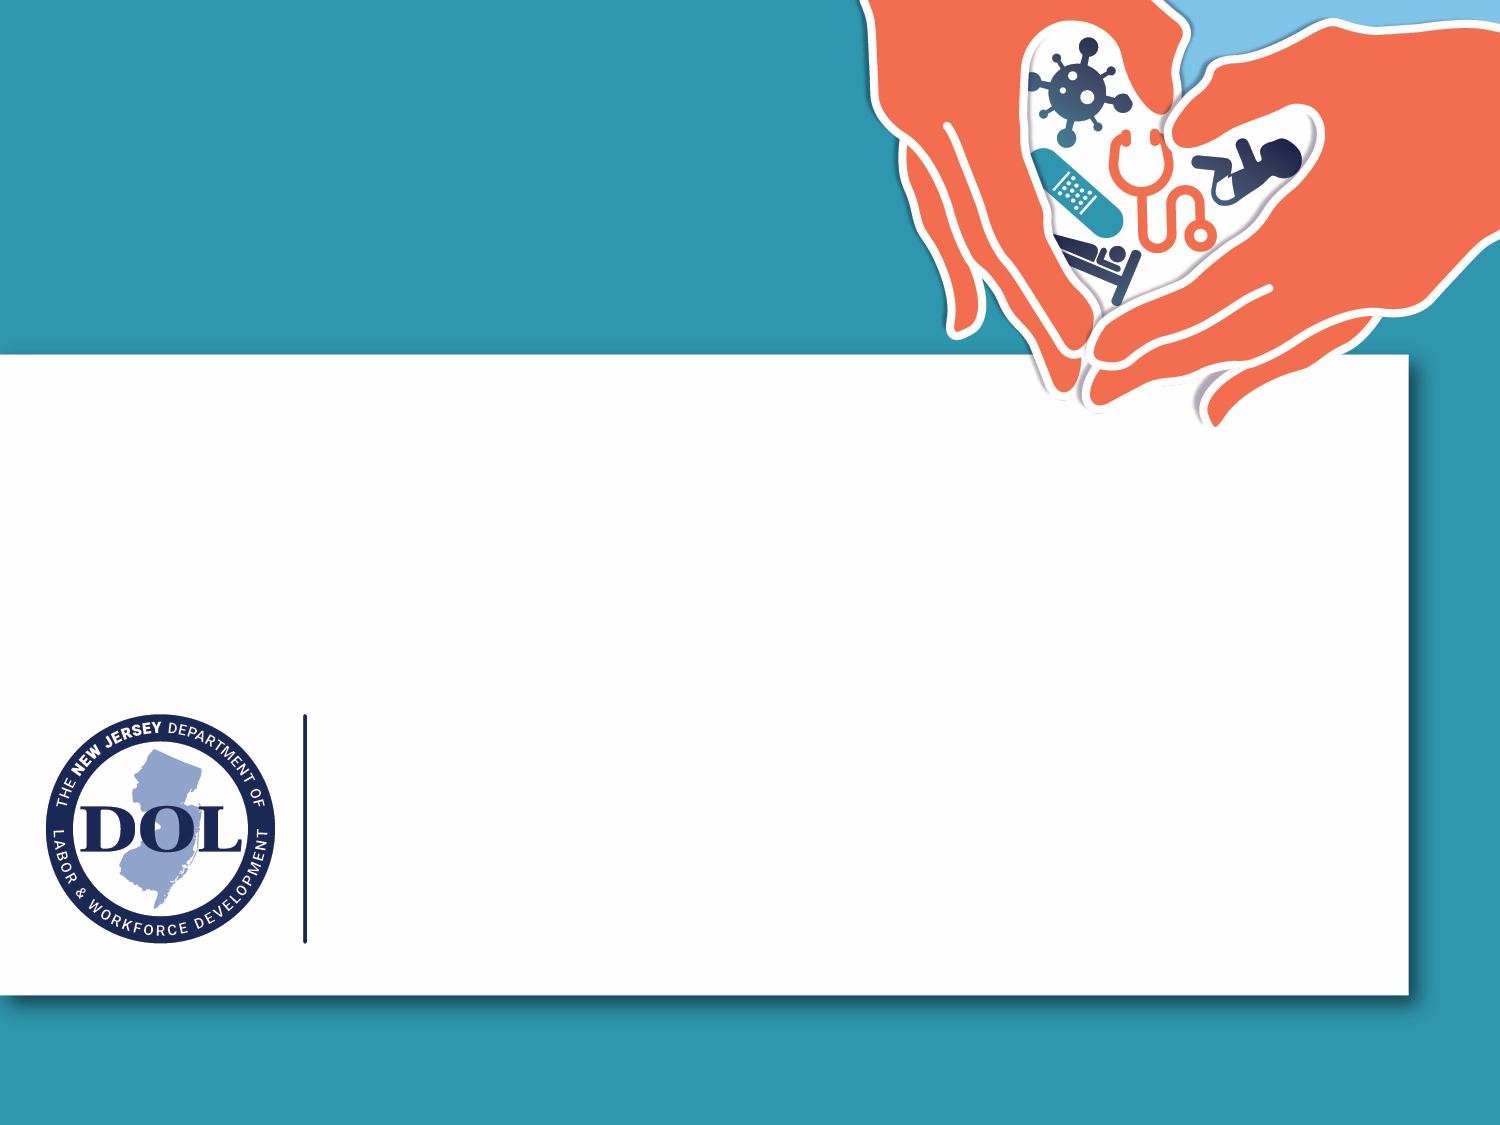 THE NEW JERSEY DEPARTMENT OF
DOL
LABOR & WORKFORCE DEVELOPMENT